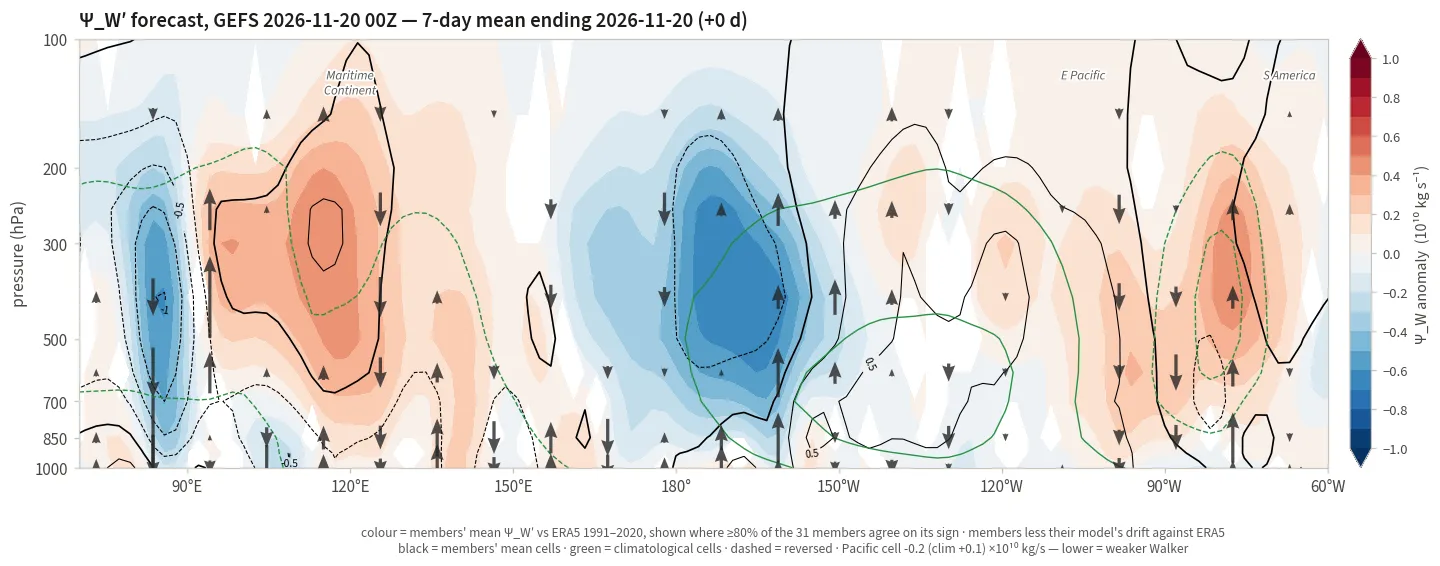 Ψ_W′ forecast, GEFS 2026-11-20 00Z — 7-day mean ending 2026-11-20 (+0 d)
100
200
300
400
500
700
850
1000
pressure (hPa)
Maritime
Continent
E Pacific
S America
-0.5
-1
-0.5
0.5
0.5
90°E
120°E
150°E
180°
150°W
120°W
90°W
60°W
1.0
0.8
0.6
0.4
0.2
0.0
−0.2
−0.4
−0.6
−0.8
−1.0
Ψ_W anomaly (10¹⁰ kg s⁻¹)
colour = members' mean Ψ_W′ vs ERA5 1991–2020, shown where ≥80% of the 31 members agree on its sign · members less their model's drift against ERA5
black = members' mean cells · green = climatological cells · dashed = reversed · Pacific cell -0.2 (clim +0.1) ×10¹⁰ kg/s — lower = weaker Walker